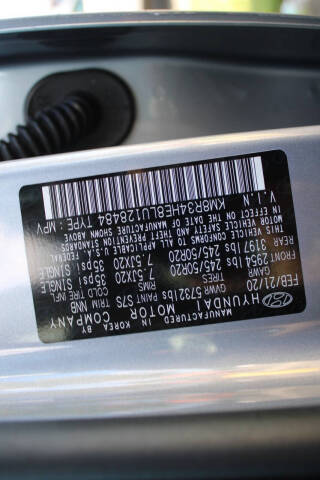 MANUFACTURED IN KOREA BY
HYUNDAI MOTOR COMPANY
FEB/21/20 GVWR 5732 lbs PAINT S7S TRIM NNB
GAWR RIMS COLD TIRE INFL
FRONT 2954 lbs 245/50R20 7.5JX20 35psi SINGLE
REAR 3197 lbs 245/50R20 7.5JX20 35psi SINGLE
THIS VEHICLE CONFORMS TO ALL APPLICABLE U.S.A. FEDERAL
MOTOR VEHICLE SAFETY THEFT PREVENTION STANDARDS
IN EFFECT ON THE DATE OF MANUFACTURE SHOWN ABOVE.
V.I.N: KM8R34HE8LU128484 TYPE : MPV